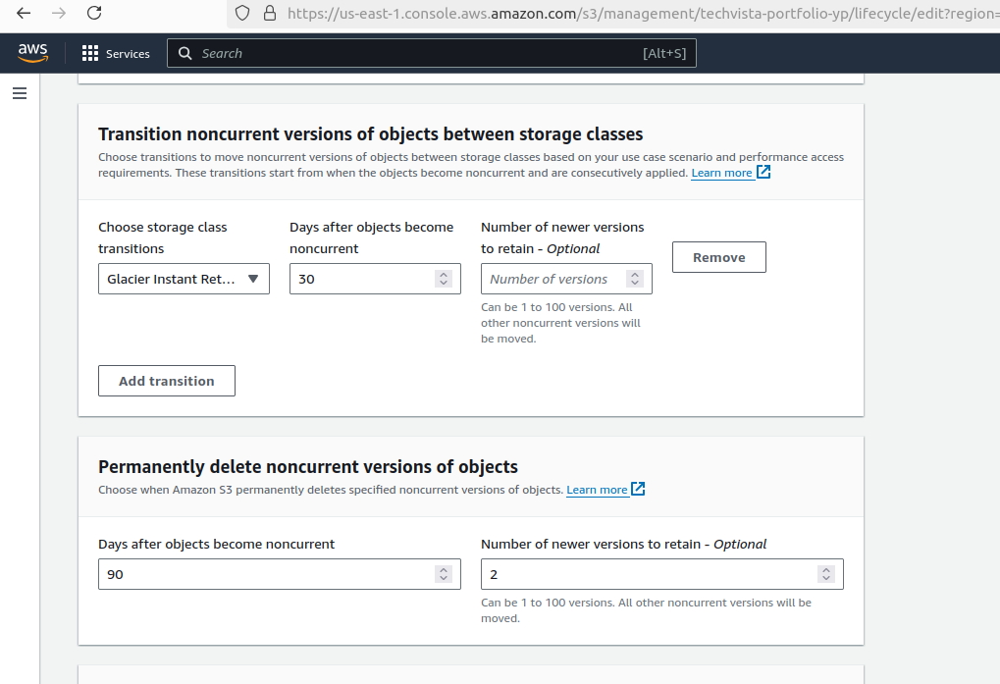 https://us-east-1.console.aws.amazon.com/s3/management/techvista-portfolio-yp/lifecycle/edit?region=
aws
Services
Search
[Alt+S]
Transition noncurrent versions of objects between storage classes
Choose transitions to move noncurrent versions of objects between storage classes based on your use case scenario and performance access
requirements. These transitions start from when the objects become noncurrent and are consecutively applied. Learn more
Choose storage class
transitions
Glacier Instant Ret...
Days after objects become
noncurrent
30
Number of newer versions
to retain - Optional
Number of versions
Can be 1 to 100 versions. All
other noncurrent versions will
be moved.
Remove
Add transition
Permanently delete noncurrent versions of objects
Choose when Amazon S3 permanently deletes specified noncurrent versions of objects. Learn more
Days after objects become noncurrent
90
Number of newer versions to retain - Optional
2
Can be 1 to 100 versions. All other noncurrent versions will be
moved.